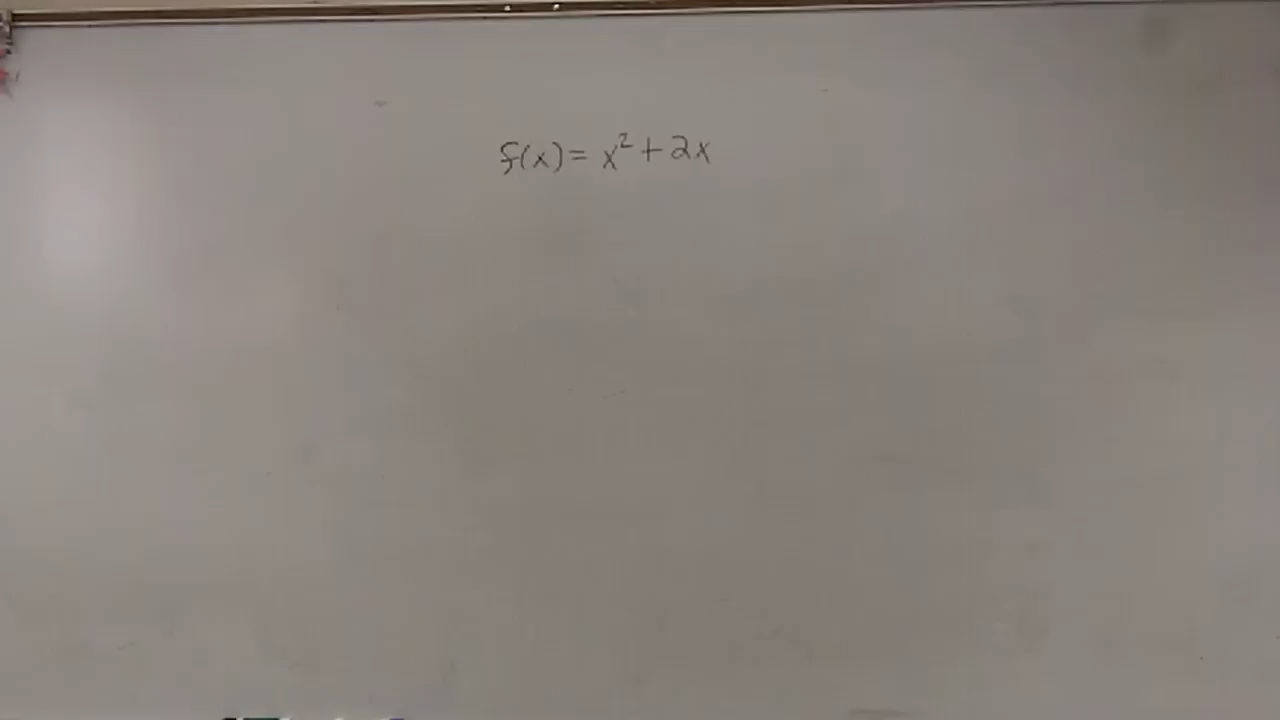 f(x) = x² + 2x